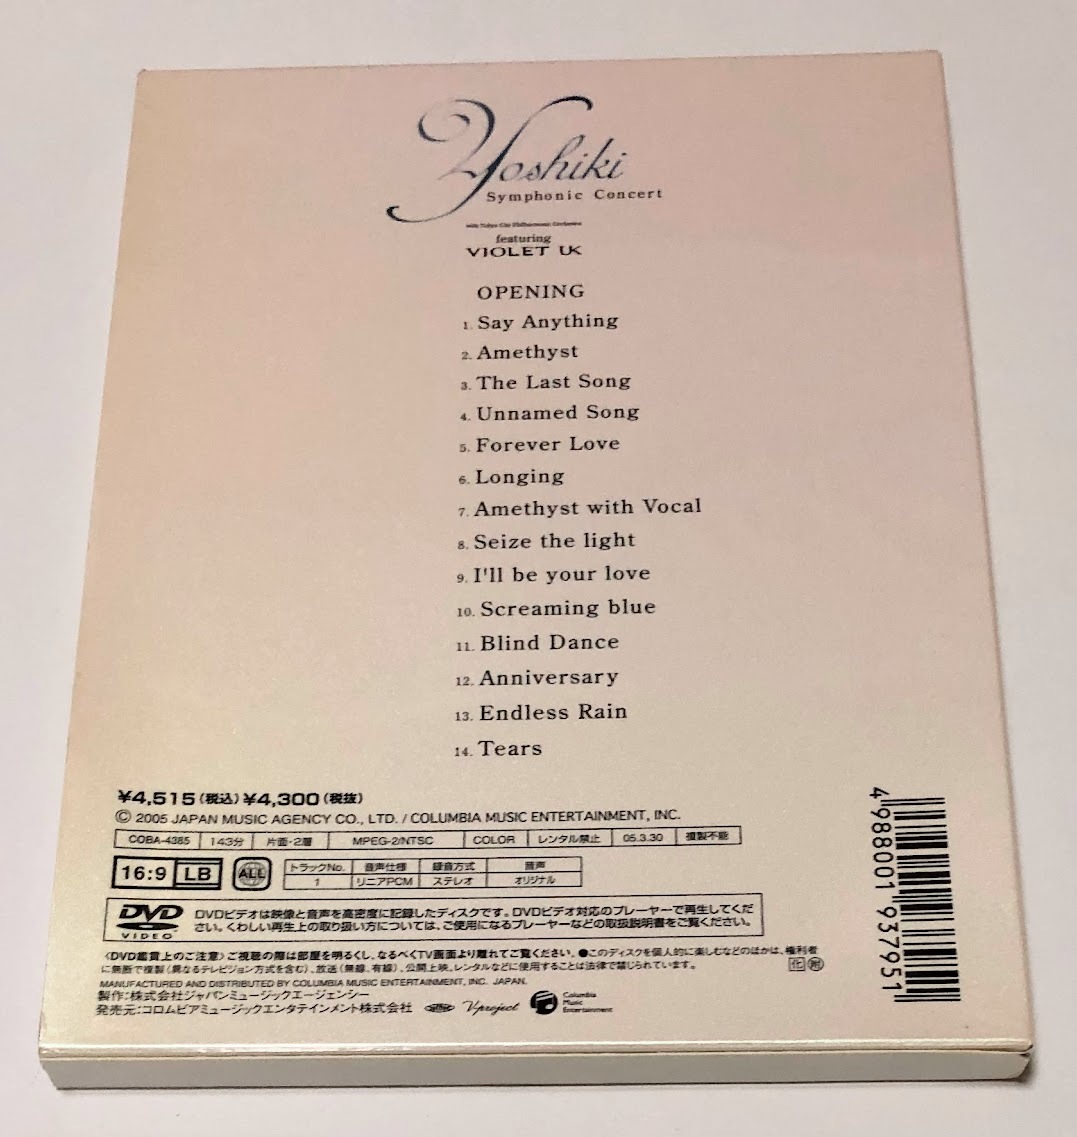 Yoshiki
Symphonic Concert
with Tokyo City Philharmonic Orchestra
featuring
VIOLET UK
OPENING
1. Say Anything
2. Amethyst
3. The Last Song
4. Unnamed Song
5. Forever Love
6. Longing
7. Amethyst with Vocal
8. Seize the light
9. I'll be your love
10. Screaming blue
11. Blind Dance
12. Anniversary
13. Endless Rain
14. Tears
¥4,515(税込)¥4,300(税抜)
© 2005 JAPAN MUSIC AGENCY CO., LTD. / COLUMBIA MUSIC ENTERTAINMENT, INC.
COBA-4385 143分 片面・2層 MPEG-2/NTSC COLOR レンタル禁止 05.3.30 複製不能
16:9 LB ALL
トラックNo. 音声仕様 録音方式 音声
1 リニアPCM ステレオ オリジナル
DVD VIDEO
DVDビデオは映像と音声を高密度に記録したディスクです。DVDビデオ対応のプレーヤーで再生してくだ
さい。くわしい再生上の取り扱い方については、ご使用になるプレーヤーなどの取扱説明書をご覧ください。
〈DVD鑑賞上のご注意〉ご視聴の際は部屋を明るくし、なるべくTV画面より離れてご覧ください。●このディスクを個人的に楽しむなどのほかは、権利者
に無断で複製(異なるテレビジョン方式を含む)、放送(無線、有線)、公開上映、レンタルなどに使用することは法律で禁じられています。
MANUFACTURED AND DISTRIBUTED BY COLUMBIA MUSIC ENTERTAINMENT, INC. JAPAN.
製作:株式会社ジャパンミュージックエージェンシー
発売元:コロムビアミュージックエンタテインメント株式会社
V-project
Columbia
Music
Entertainment
4 988001 937951